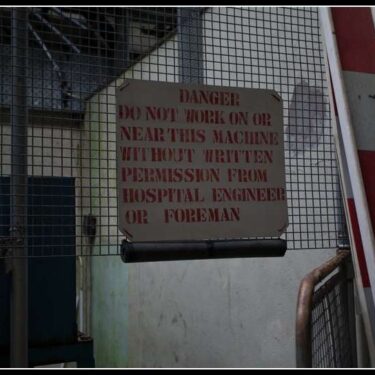 DANGER
DO NOT WORK ON OR
NEAR THIS MACHINE
WITHOUT WRITTEN
PERMISSION FROM
HOSPITAL ENGINEER
OR FOREMAN